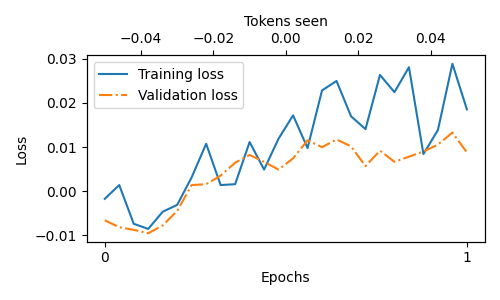 Tokens seen
−0.04 −0.02 0.00 0.02 0.04
0.03
0.02
0.01
0.00
−0.01
Loss
Training loss
Validation loss
0 1
Epochs